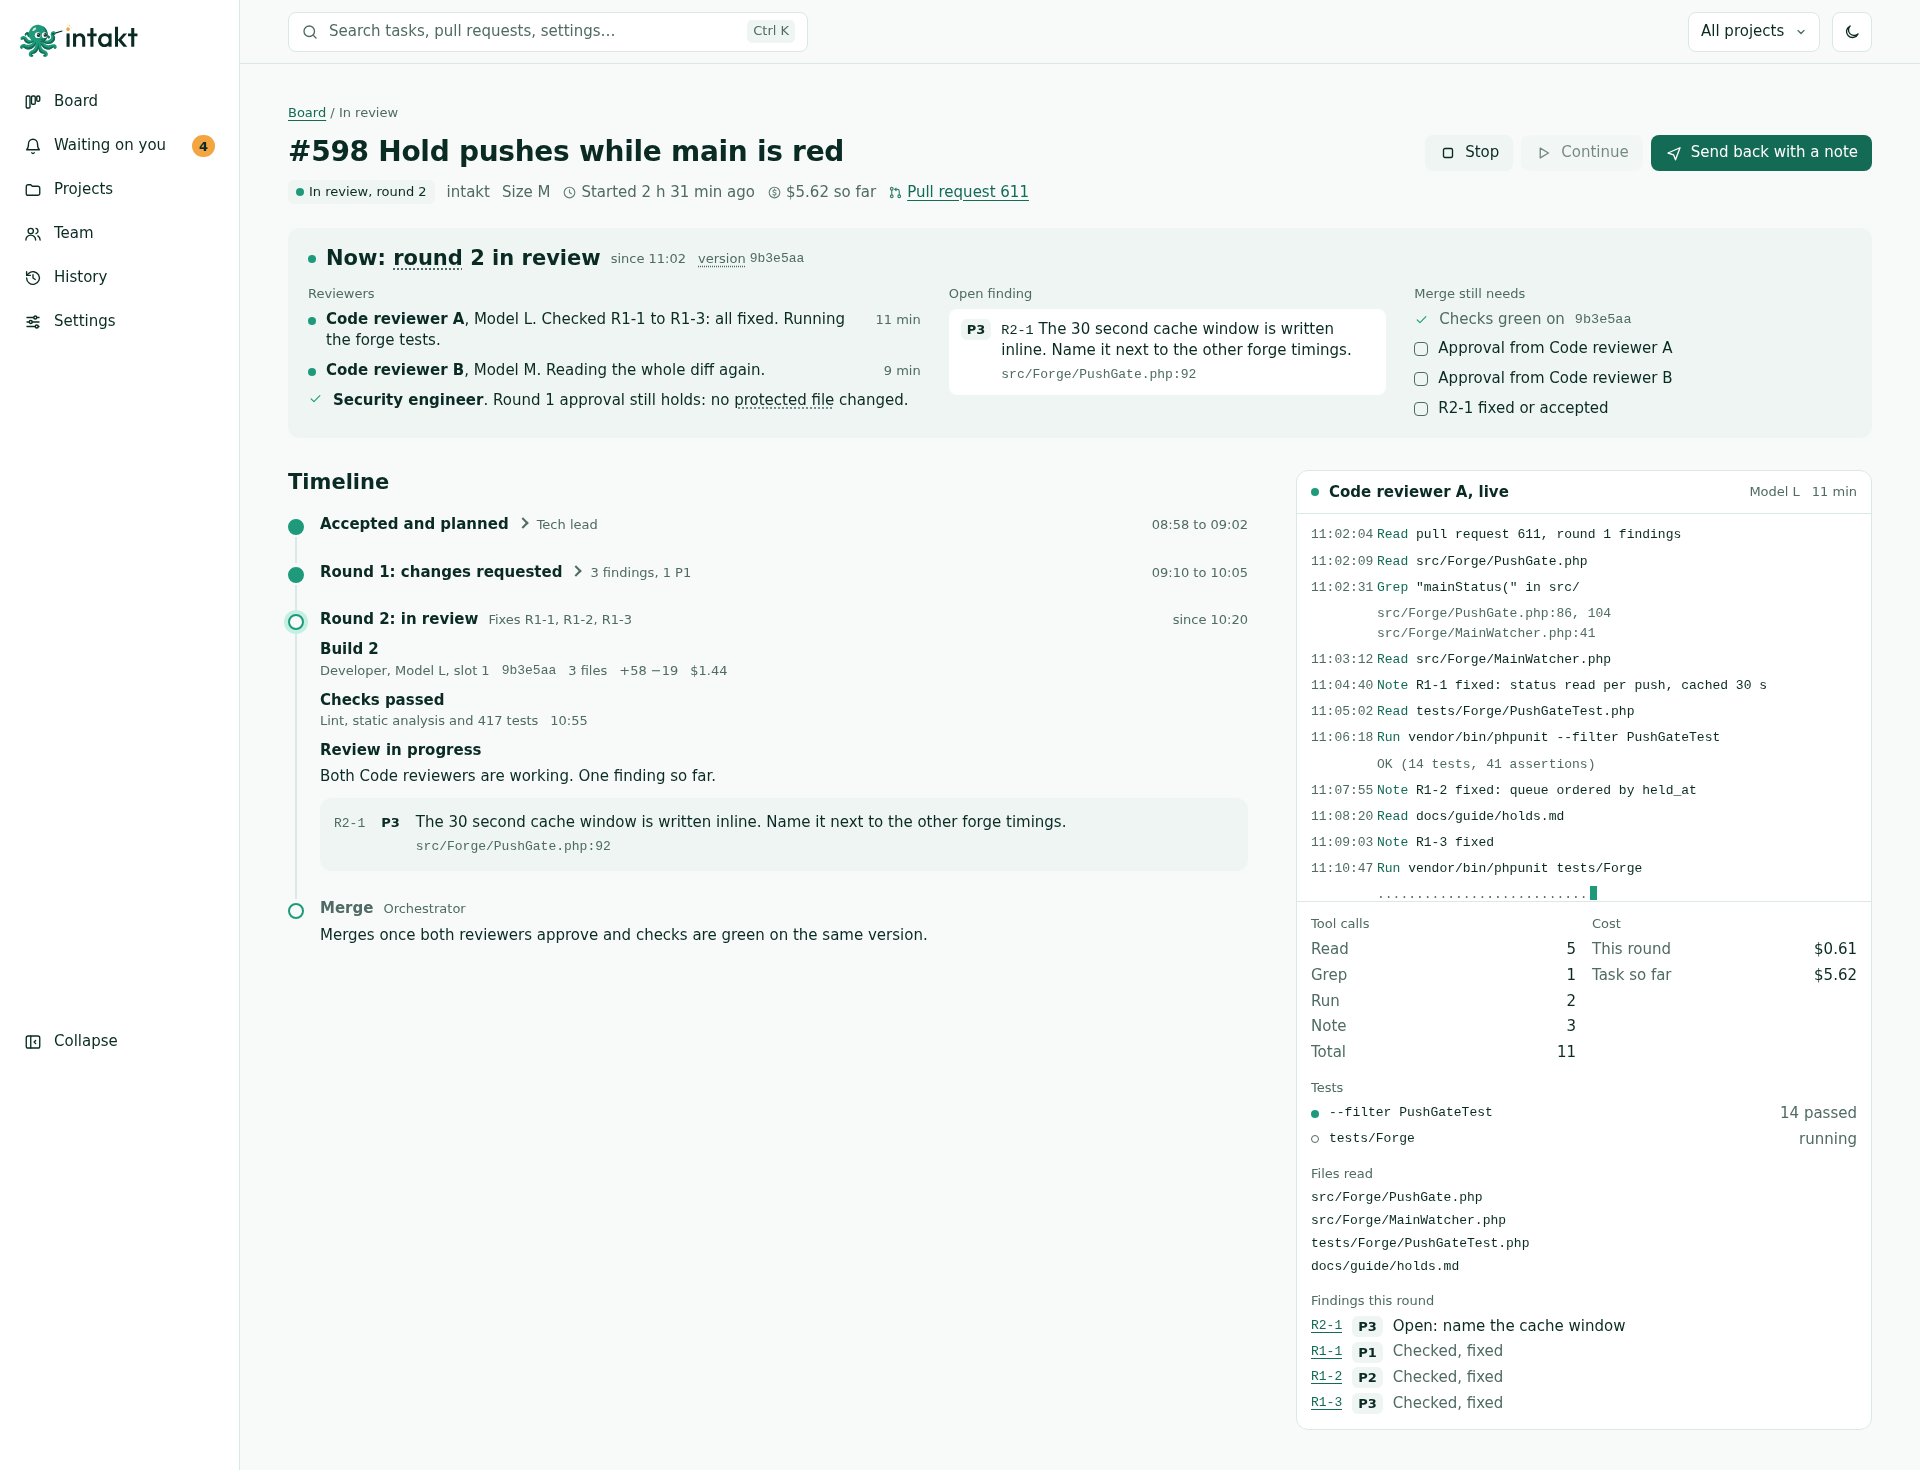 intakt
Search tasks, pull requests, settings...
Ctrl K
All projects
Board
Waiting on you 4
Projects
Team
History
Settings
Collapse
Board / In review
#598 Hold pushes while main is red
Stop
Continue
Send back with a note
In review, round 2 intakt Size M Started 2 h 31 min ago $5.62 so far Pull request 611
Now: round 2 in review since 11:02 version 9b3e5aa
Reviewers
Code reviewer A, Model L. Checked R1-1 to R1-3: all fixed. Running 11 min
the forge tests.
Code reviewer B, Model M. Reading the whole diff again. 9 min
Security engineer. Round 1 approval still holds: no protected file changed.
Open finding
P3 R2-1 The 30 second cache window is written
inline. Name it next to the other forge timings.
src/Forge/PushGate.php:92
Merge still needs
Checks green on 9b3e5aa
Approval from Code reviewer A
Approval from Code reviewer B
R2-1 fixed or accepted
Timeline
Accepted and planned Tech lead 08:58 to 09:02
Round 1: changes requested 3 findings, 1 P1 09:10 to 10:05
Round 2: in review Fixes R1-1, R1-2, R1-3 since 10:20
Build 2
Developer, Model L, slot 1 9b3e5aa 3 files +58 −19 $1.44
Checks passed
Lint, static analysis and 417 tests 10:55
Review in progress
Both Code reviewers are working. One finding so far.
R2-1 P3 The 30 second cache window is written inline. Name it next to the other forge timings.
src/Forge/PushGate.php:92
Merge Orchestrator
Merges once both reviewers approve and checks are green on the same version.
Code reviewer A, live Model L 11 min
11:02:04 Read pull request 611, round 1 findings
11:02:09 Read src/Forge/PushGate.php
11:02:31 Grep "mainStatus(" in src/
src/Forge/PushGate.php:86, 104
src/Forge/MainWatcher.php:41
11:03:12 Read src/Forge/MainWatcher.php
11:04:40 Note R1-1 fixed: status read per push, cached 30 s
11:05:02 Read tests/Forge/PushGateTest.php
11:06:18 Run vendor/bin/phpunit --filter PushGateTest
OK (14 tests, 41 assertions)
11:07:55 Note R1-2 fixed: queue ordered by held_at
11:08:20 Read docs/guide/holds.md
11:09:03 Note R1-3 fixed
11:10:47 Run vendor/bin/phpunit tests/Forge
...........................
Tool calls
Read 5
Grep 1
Run 2
Note 3
Total 11
Cost
This round $0.61
Task so far $5.62
Tests
--filter PushGateTest 14 passed
tests/Forge running
Files read
src/Forge/PushGate.php
src/Forge/MainWatcher.php
tests/Forge/PushGateTest.php
docs/guide/holds.md
Findings this round
R2-1 P3 Open: name the cache window
R1-1 P1 Checked, fixed
R1-2 P2 Checked, fixed
R1-3 P3 Checked, fixed